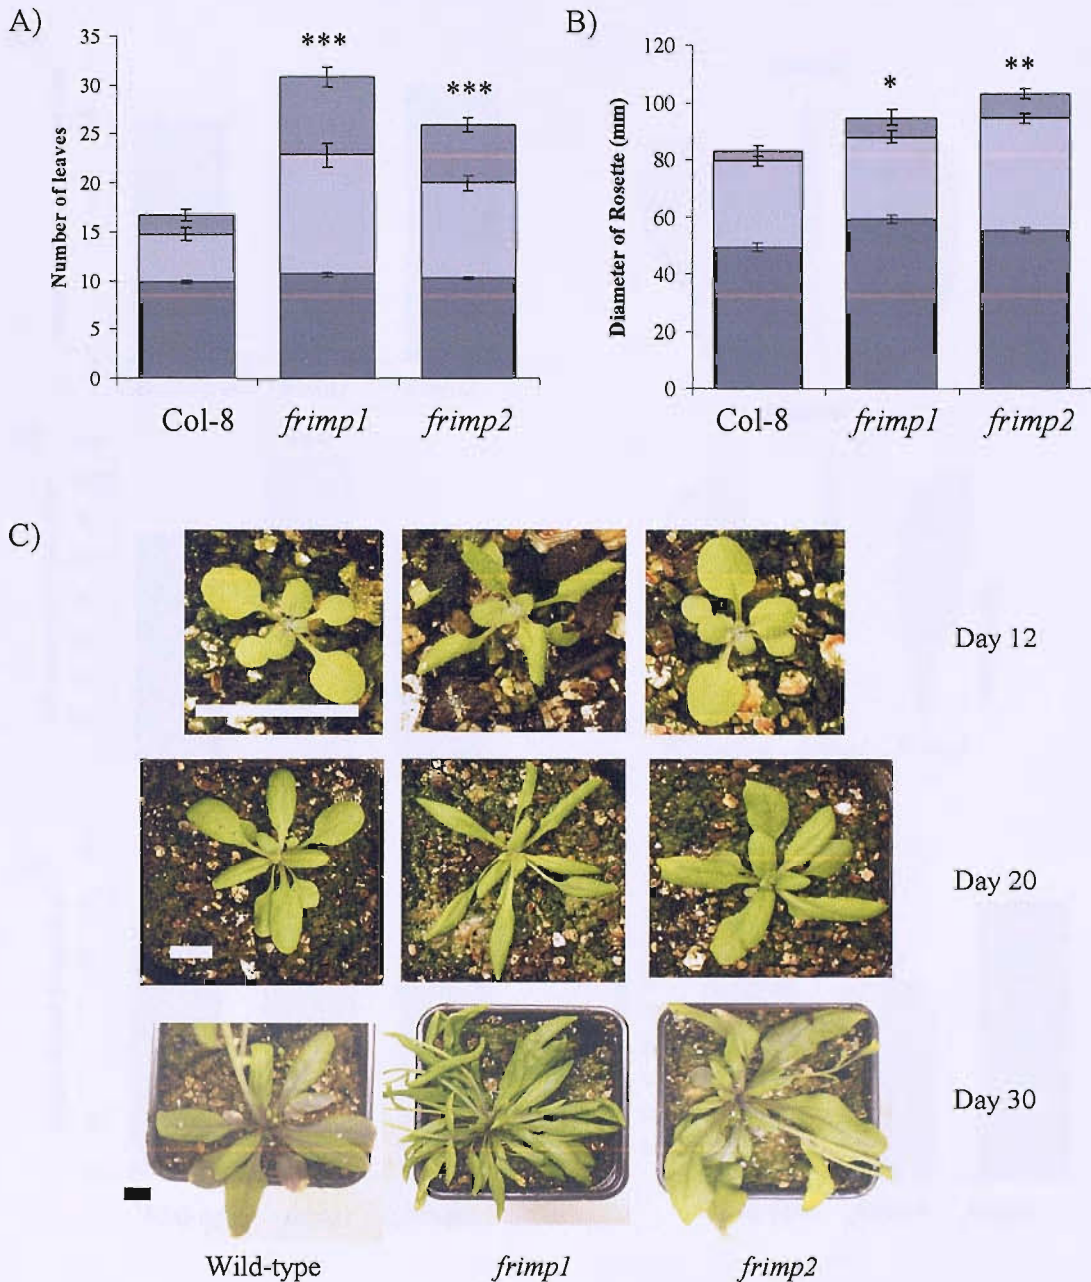 A)
Number of leaves
35
30
25
20
15
10
5
0
***
***
Col-8
frimp1
frimp2
B)
Diameter of Rosette (mm)
120
100
80
60
40
20
0
*
**
Col-8
frimp1
frimp2
C)
Day 12
Day 20
Day 30
Wild-type
frimp1
frimp2